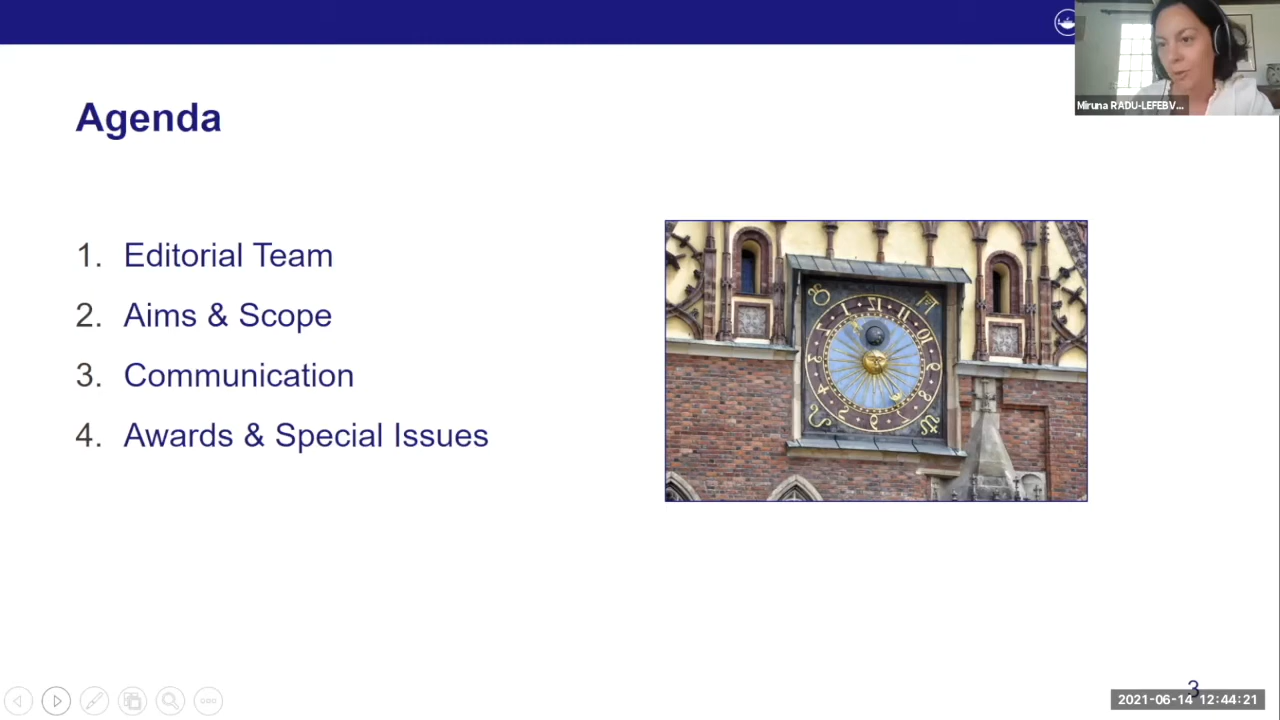 Miruna RADU-LEFEBV...
Agenda
1. Editorial Team
2. Aims & Scope
3. Communication
4. Awards & Special Issues
3
2021-06-14 12:44:21